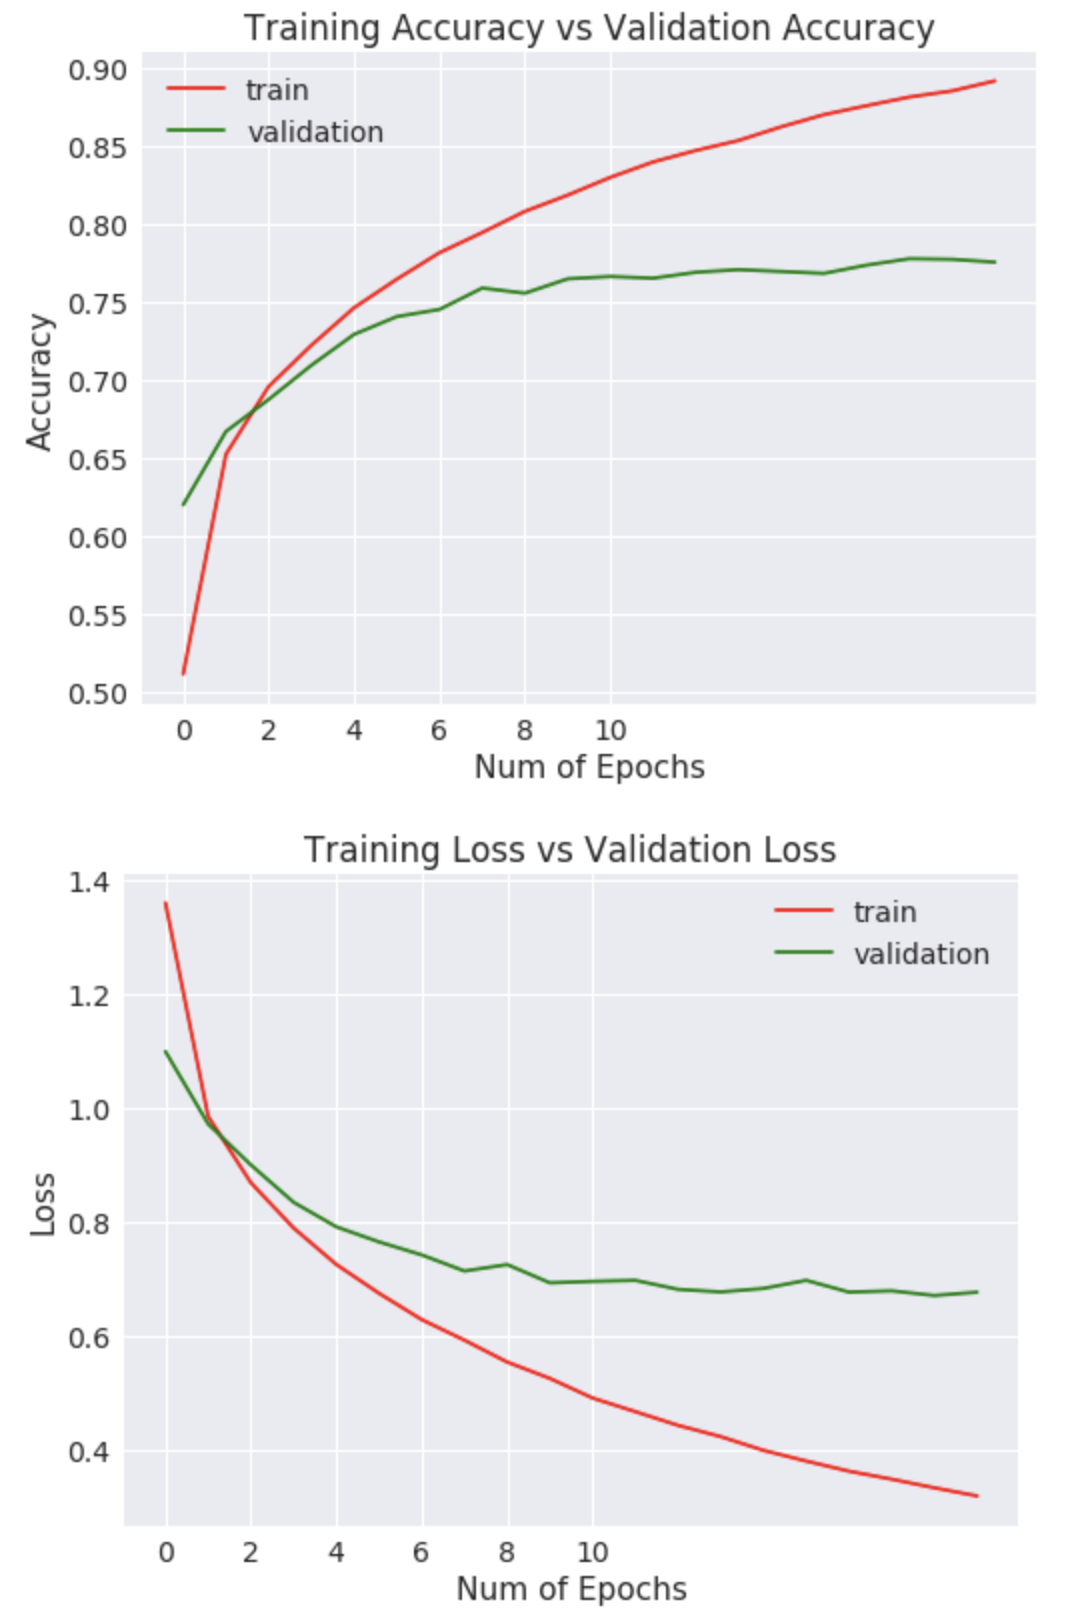 Training Accuracy vs Validation Accuracy
0.90
train
validation
0.85
0.80
0.75
0.70
0.65
0.60
0.55
0.50
Accuracy
0 2 4 6 8 10
Num of Epochs
Training Loss vs Validation Loss
1.4
train
validation
1.2
1.0
0.8
0.6
0.4
Loss
0 2 4 6 8 10
Num of Epochs